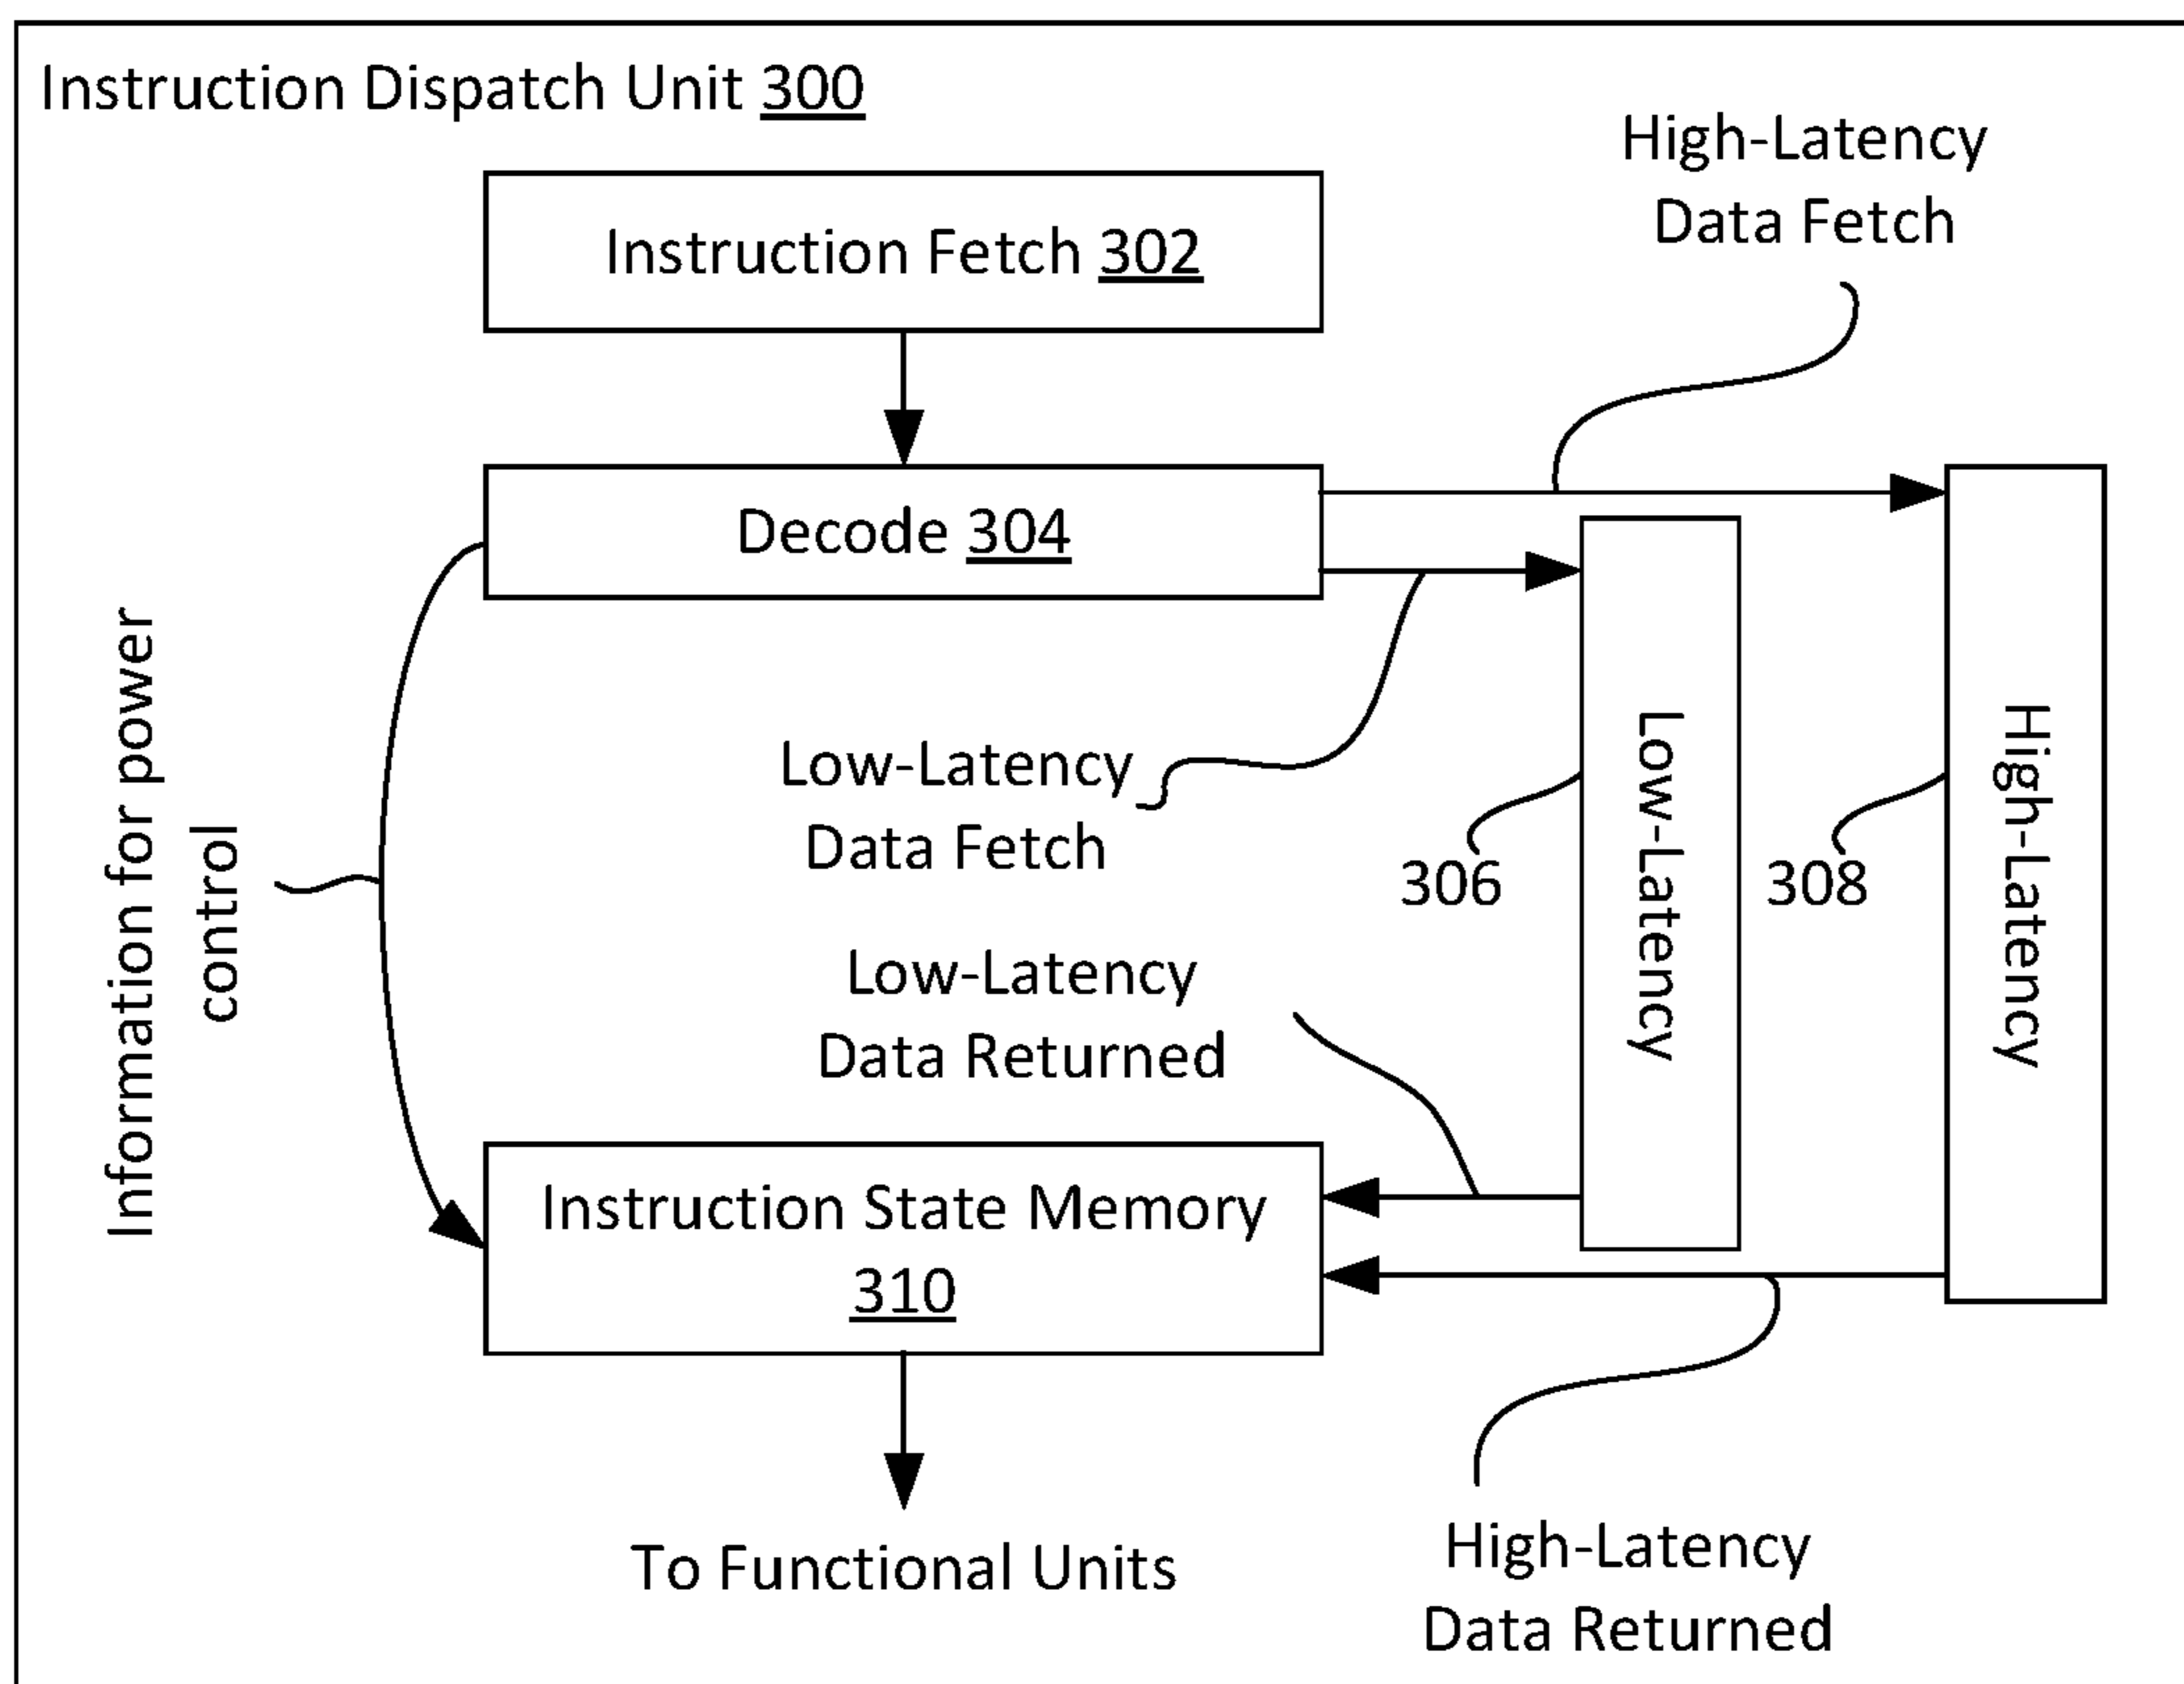 Instruction Dispatch Unit 300
High-Latency
Data Fetch
Instruction Fetch 302
Decode 304
Information for power
control
Low-Latency
Data Fetch
306
Low-Latency
308
High-Latency
Low-Latency
Data Returned
Instruction State Memory
310
To Functional Units
High-Latency
Data Returned